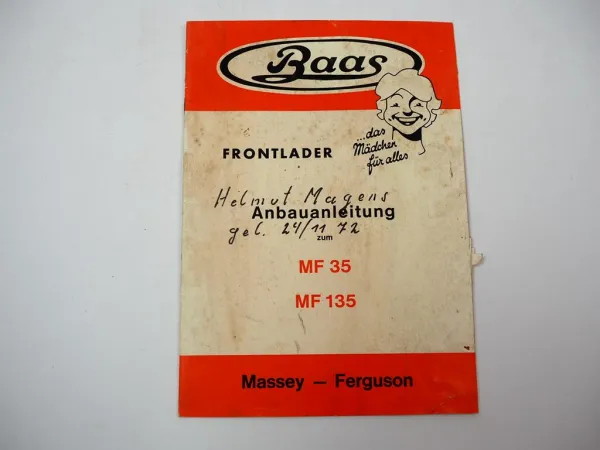 Baas
...das
Mädchen
für alles
FRONTLADER
Helmut Magens
Anbauanleitung
gel. 24/11 72
zum
MF 35
MF 135
Massey — Ferguson